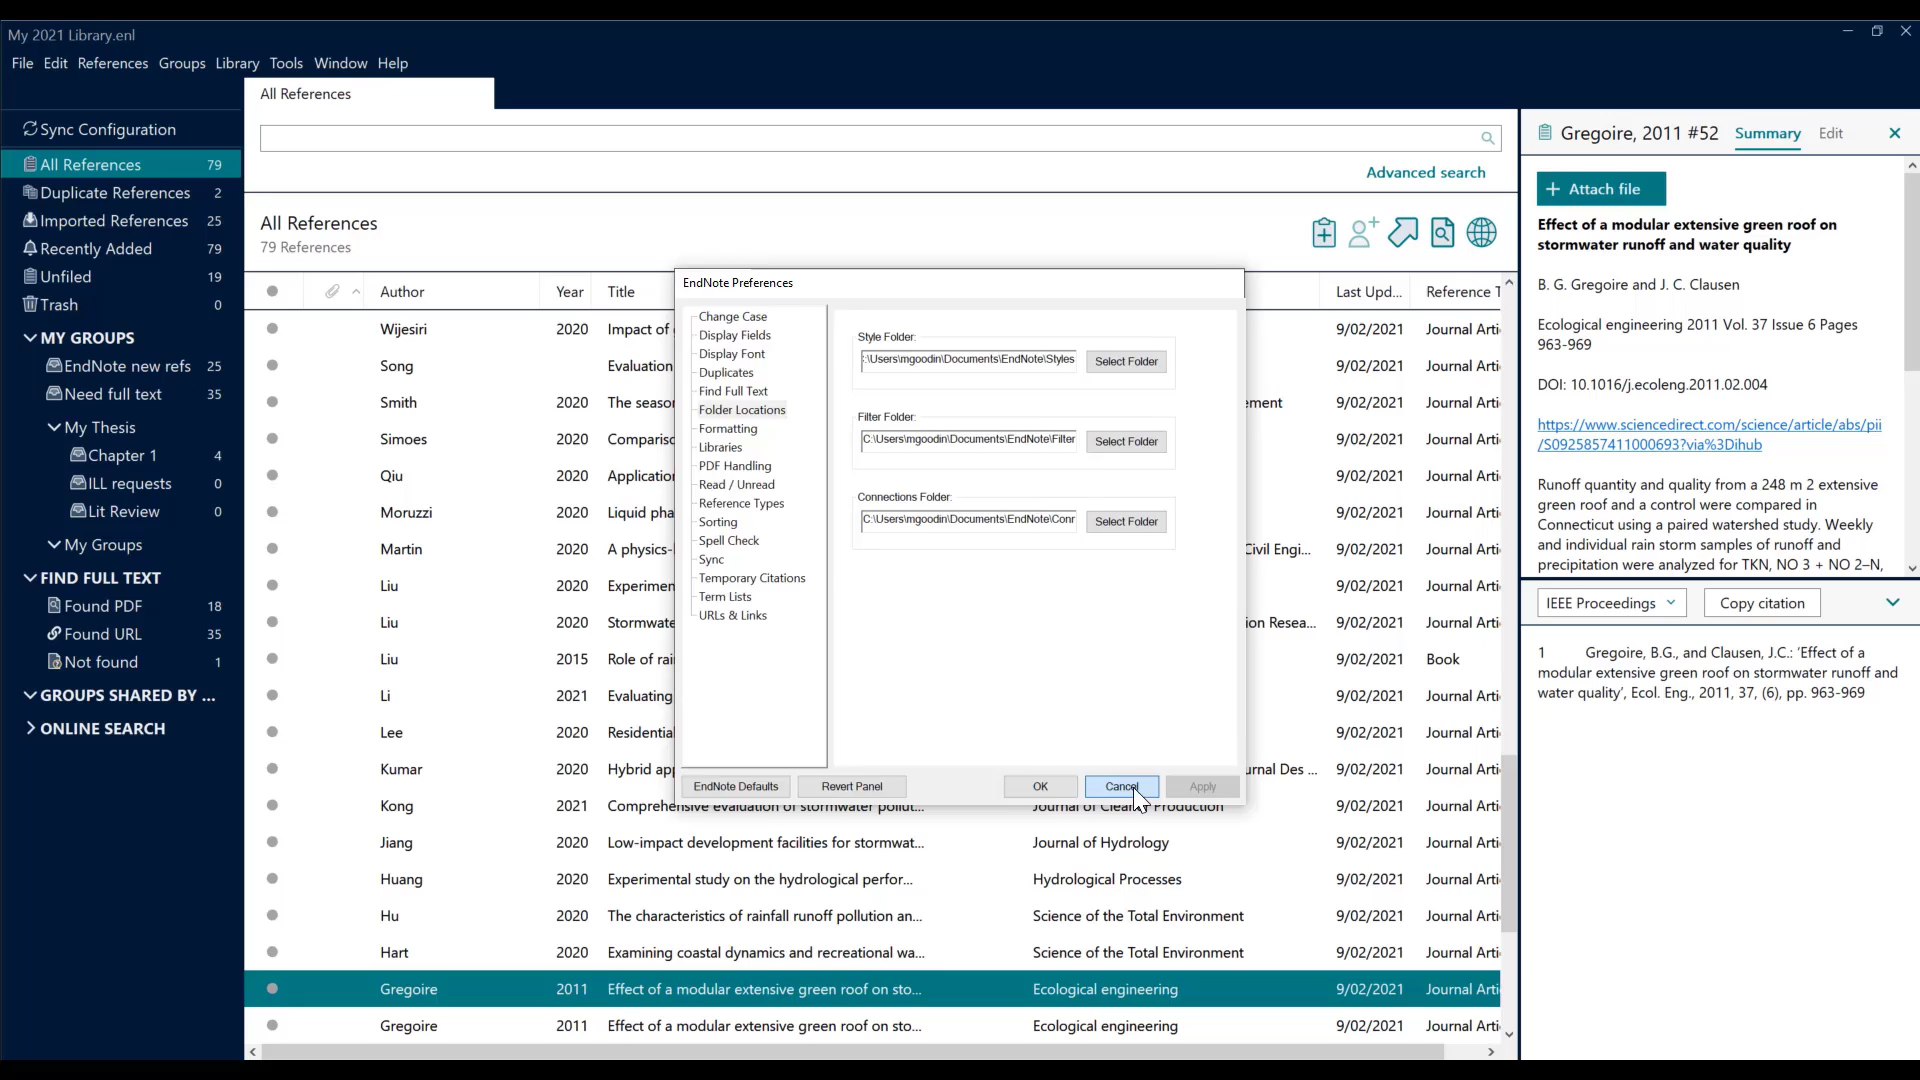 My 2021 Library.enl
File Edit References Groups Library Tools Window Help
All References
Sync Configuration
All References 79
Duplicate References 2
Imported References 25
Recently Added 79
Unfiled 19
Trash 0
MY GROUPS
EndNote new refs 25
Need full text 35
My Thesis
Chapter 1 4
ILL requests 0
Lit Review 0
My Groups
FIND FULL TEXT
Found PDF 18
Found URL 35
Not found 1
GROUPS SHARED BY ...
ONLINE SEARCH
Advanced search
All References
79 References
Author Year Title Last Upd... Reference T
Wijesiri 2020 Impact of 9/02/2021 Journal Arti
Song 2020 Evaluation 9/02/2021 Journal Arti
Smith 2020 The seaso ement 9/02/2021 Journal Arti
Simoes 2020 Comparis 9/02/2021 Journal Arti
Qiu 2020 Applicatio 9/02/2021 Journal Arti
Moruzzi 2020 Liquid pha 9/02/2021 Journal Arti
Martin 2020 A physics- Civil Engi... 9/02/2021 Journal Arti
Liu 2020 Experimen 9/02/2021 Journal Arti
Liu 2020 Stormwate ion Resea... 9/02/2021 Journal Arti
Liu 2015 Role of rai 9/02/2021 Book
Li 2021 Evaluating 9/02/2021 Journal Arti
Lee 2020 Residentia 9/02/2021 Journal Arti
Kumar 2020 Hybrid app urnal Des ... 9/02/2021 Journal Arti
Kong 2021 Comprehensive evaluation of stormwater pollut... Journal of Cleaner Production 9/02/2021 Journal Arti
Jiang 2020 Low-impact development facilities for stormwat... Journal of Hydrology 9/02/2021 Journal Arti
Huang 2020 Experimental study on the hydrological perfor... Hydrological Processes 9/02/2021 Journal Arti
Hu 2020 The characteristics of rainfall runoff pollution an... Science of the Total Environment 9/02/2021 Journal Arti
Hart 2020 Examining coastal dynamics and recreational wa... Science of the Total Environment 9/02/2021 Journal Arti
Gregoire 2011 Effect of a modular extensive green roof on sto... Ecological engineering 9/02/2021 Journal Arti
Gregoire 2011 Effect of a modular extensive green roof on sto... Ecological engineering 9/02/2021 Journal Arti
EndNote Preferences
Change Case
Display Fields
Display Font
Duplicates
Find Full Text
Folder Locations
Formatting
Libraries
PDF Handling
Read / Unread
Reference Types
Sorting
Spell Check
Sync
Temporary Citations
Term Lists
URLs & Links
Style Folder:
:\Users\mgoodin\Documents\EndNote\Styles Select Folder
Filter Folder:
C:\Users\mgoodin\Documents\EndNote\Filter Select Folder
Connections Folder:
C:\Users\mgoodin\Documents\EndNote\Conr Select Folder
EndNote Defaults Revert Panel OK Cancel Apply
Gregoire, 2011 #52 Summary Edit
Attach file
Effect of a modular extensive green roof on
stormwater runoff and water quality
B. G. Gregoire and J. C. Clausen
Ecological engineering 2011 Vol. 37 Issue 6 Pages
963-969
DOI: 10.1016/j.ecoleng.2011.02.004
https://www.sciencedirect.com/science/article/abs/pii
/S0925857411000693?via%3Dihub
Runoff quantity and quality from a 248 m 2 extensive
green roof and a control were compared in
Connecticut using a paired watershed study. Weekly
and individual rain storm samples of runoff and
precipitation were analyzed for TKN, NO 3 + NO 2–N,
IEEE Proceedings Copy citation
1 Gregoire, B.G., and Clausen, J.C.: ‘Effect of a
modular extensive green roof on stormwater runoff and
water quality’, Ecol. Eng., 2011, 37, (6), pp. 963-969